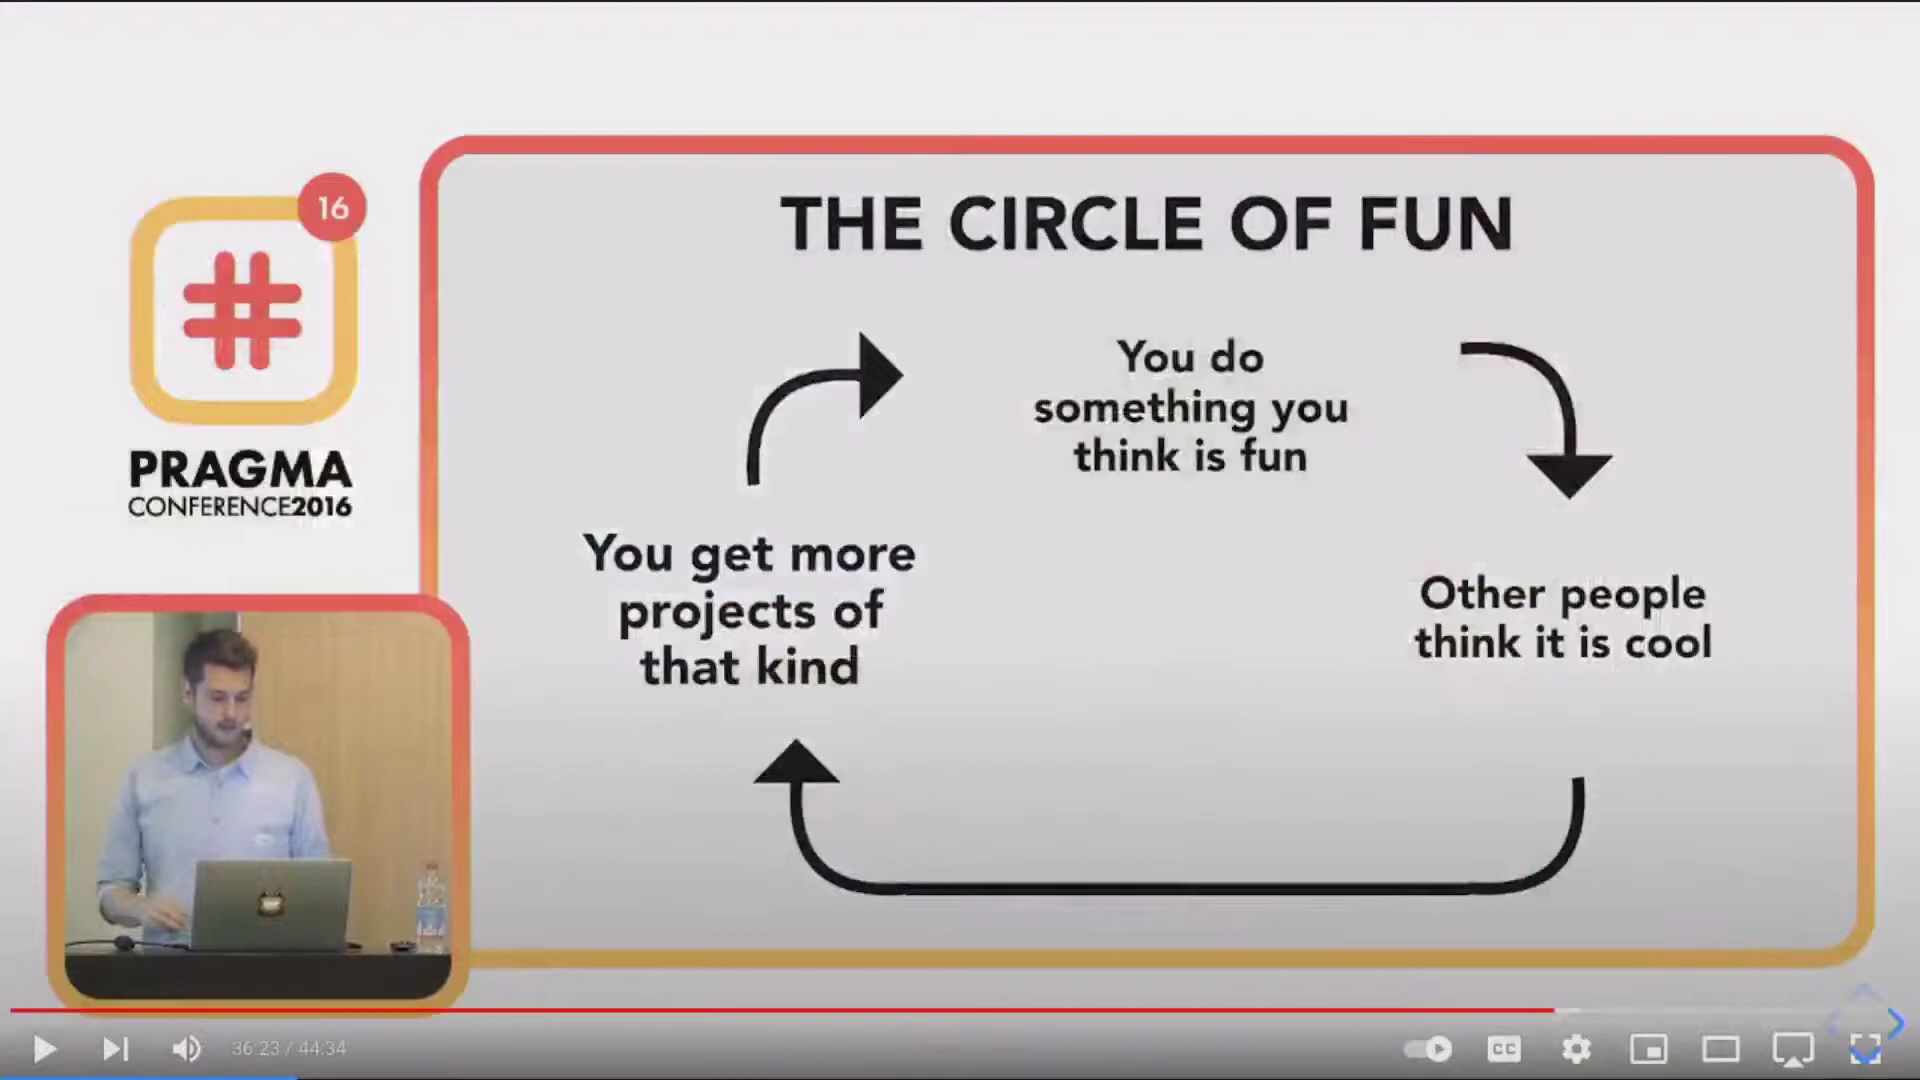 16
PRAGMA
CONFERENCE2016
THE CIRCLE OF FUN
You do
something you
think is fun
Other people
think it is cool
You get more
projects of
that kind
36:23 / 44:34
CC